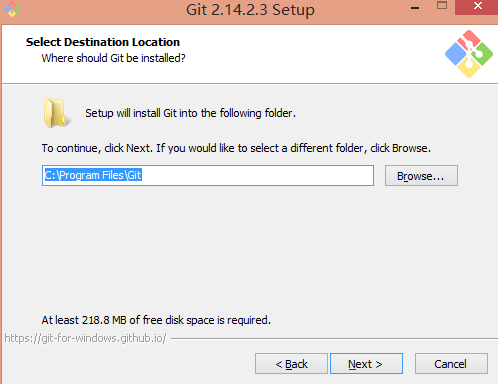 Git 2.14.2.3 Setup
Select Destination Location
Where should Git be installed?
Setup will install Git into the following folder.
To continue, click Next. If you would like to select a different folder, click Browse.
C:\Program Files\Git
Browse...
At least 218.8 MB of free disk space is required.
https://git-for-windows.github.io/
< Back
Next >
Cancel